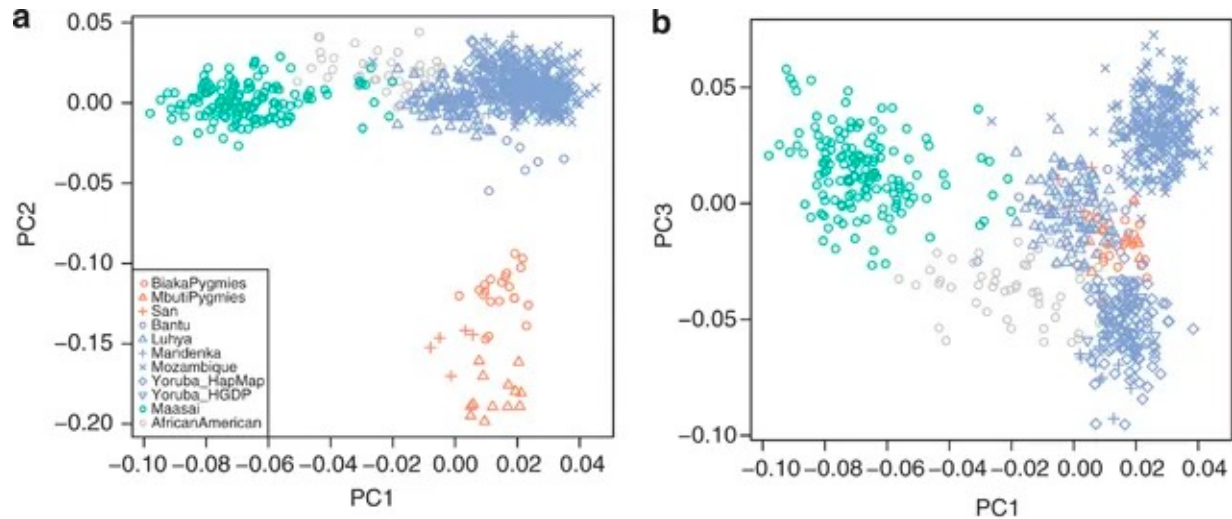 a
0.05
0.00
−0.05
−0.10
−0.15
−0.20
PC2
BiakaPygmies
MbutiPygmies
San
Bantu
Luhya
Mandenka
Mozambique
Yoruba_HapMap
Yoruba_HGDP
Maasai
AfricanAmerican
−0.10 −0.08 −0.06 −0.04 −0.02 0.00 0.02 0.04
PC1
b
0.05
0.00
−0.05
−0.10
PC3
−0.10 −0.08 −0.06 −0.04 −0.02 0.00 0.02 0.04
PC1